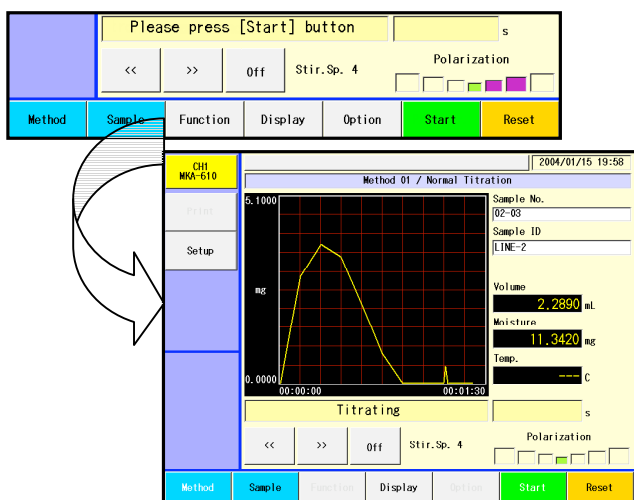 Please press [Start] button
s
<< >> Off Stir.Sp. 4
Polarization
Method Sample Function Display Option Start Reset
CH1
MKA-610
2004/01/15 19:58
Method 01 / Normal Titration
Print
Setup
5.1000
mg
0.0000
00:00:00 00:01:30
Sample No.
02-03
Sample ID
LINE-2
Volume
2.2890 mL
Moisture
11.3420 mg
Temp.
--- C
Titrating
s
<< >> Off Stir.Sp. 4
Polarization
Method Sample Function Display Option Start Reset